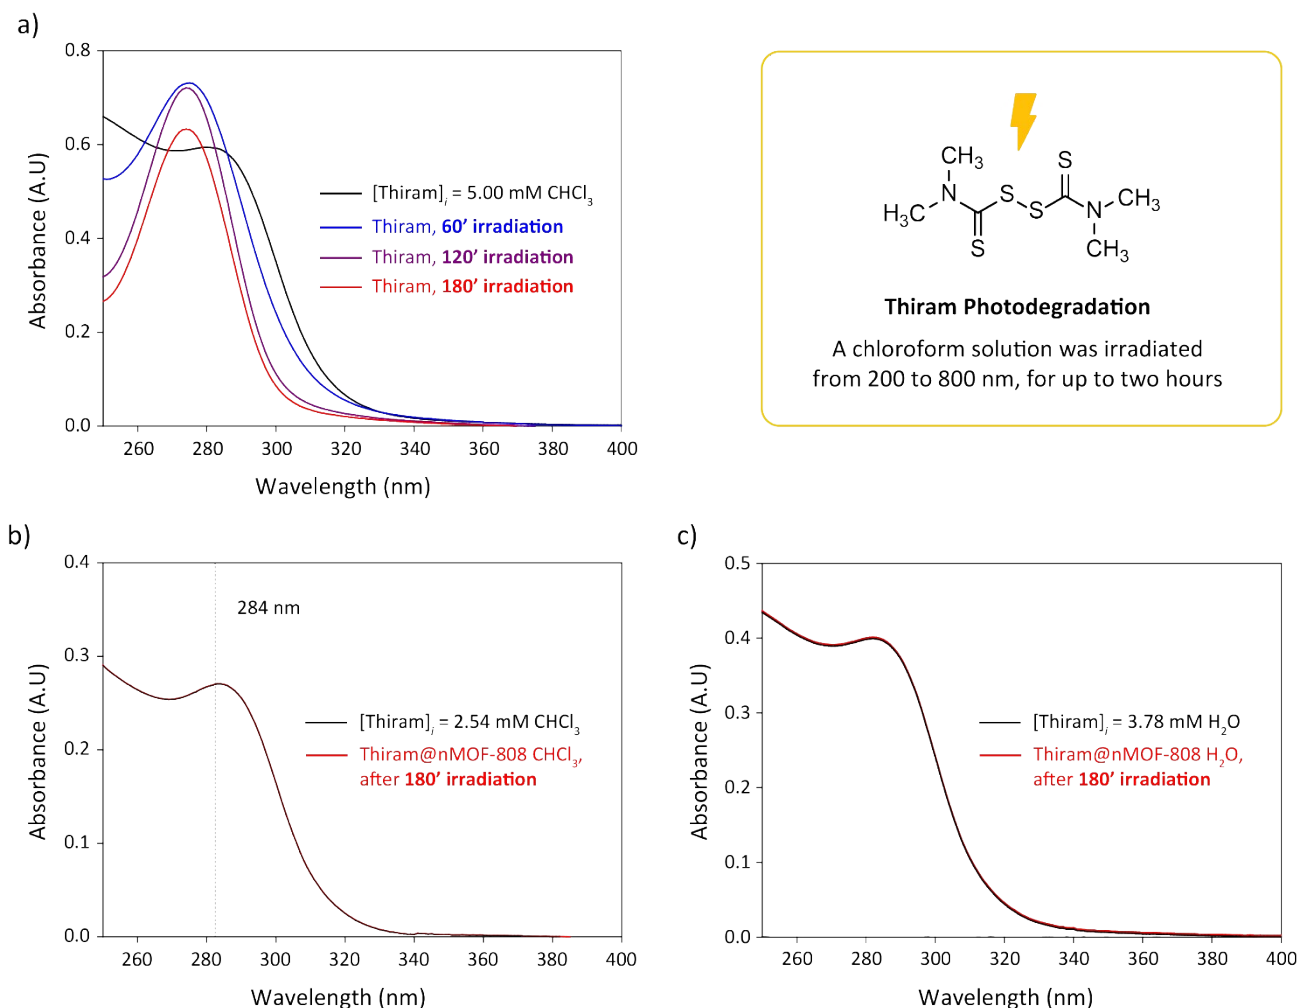 a)
0.8
0.6
0.4
0.2
0.0
Absorbance (A.U)
260 280 300 320 340 360 380 400
Wavelength (nm)
[Thiram]i = 5.00 mM CHCl3
Thiram, 60’ irradiation
Thiram, 120’ irradiation
Thiram, 180’ irradiation
CH3
S
N
S
CH3
H3C
S
N
CH3
S
CH3
Thiram Photodegradation
A chloroform solution was irradiated
from 200 to 800 nm, for up to two hours
b)
0.4
0.3
0.2
0.1
0.0
Absorbance (A.U)
260 280 300 320 340 360 380 400
Wavelength (nm)
284 nm
[Thiram]i = 2.54 mM CHCl3
Thiram@nMOF-808 CHCl3,
after 180’ irradiation
c)
0.5
0.4
0.3
0.2
0.1
0.0
Absorbance (A.U)
260 280 300 320 340 360 380 400
Wavelength (nm)
[Thiram]i = 3.78 mM H2O
Thiram@nMOF-808 H2O,
after 180’ irradiation